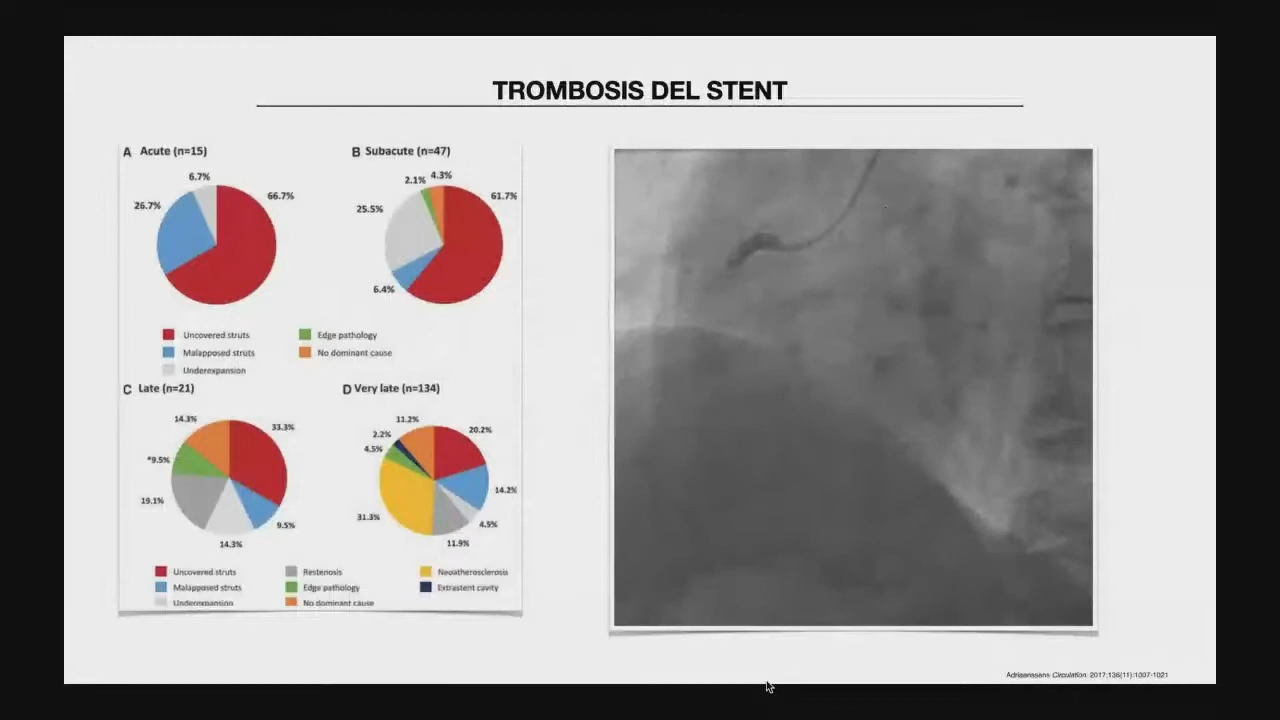 TROMBOSIS DEL STENT
A Acute (n=15)
6.7%
66.7%
26.7%
B Subacute (n=47)
2.1% 4.3%
61.7%
25.5%
6.4%
Uncovered struts
Edge pathology
Malapposed struts
No dominant cause
Underexpansion
C Late (n=21)
14.3%
33.3%
*9.5%
19.1%
9.5%
14.3%
D Very late (n=134)
11.2%
2.2%
20.2%
4.5%
14.2%
31.3%
4.5%
11.9%
Uncovered struts
Restenosis
Neoatherosclerosis
Malapposed struts
Edge pathology
Extrastent cavity
Underexpansion
No dominant cause
Adriaenssens Circulation. 2017;136(11):1007-1021